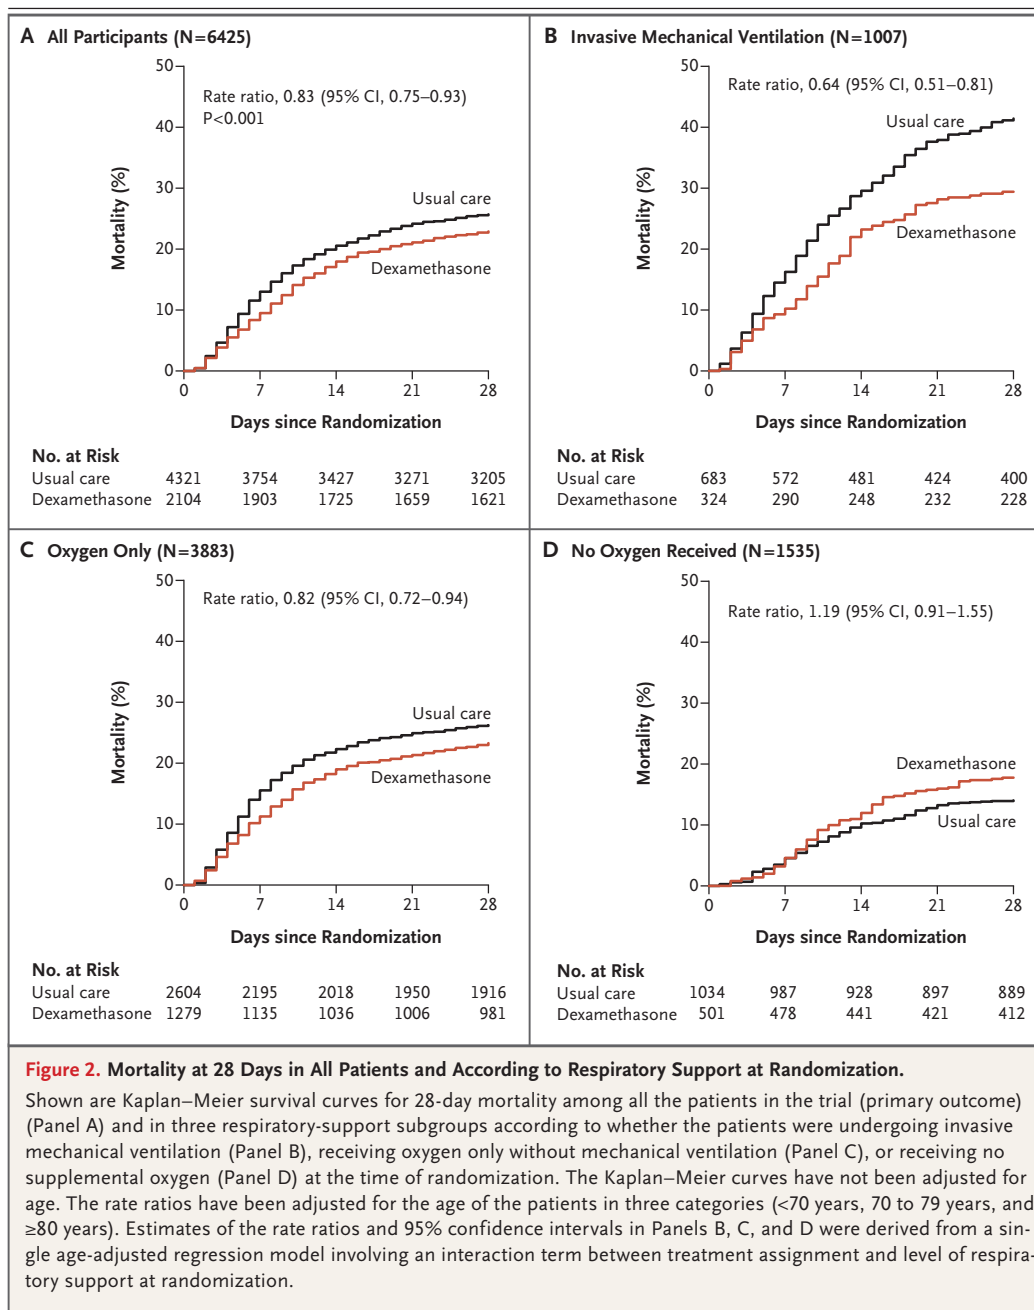 A All Participants (N=6425)
50
40
30
20
10
0
Mortality (%)
Rate ratio, 0.83 (95% CI, 0.75–0.93)
P<0.001
Usual care
Dexamethasone
0 7 14 21 28
Days since Randomization
No. at Risk
Usual care 4321 3754 3427 3271 3205
Dexamethasone 2104 1903 1725 1659 1621
B Invasive Mechanical Ventilation (N=1007)
50
40
30
20
10
0
Mortality (%)
Rate ratio, 0.64 (95% CI, 0.51–0.81)
Usual care
Dexamethasone
0 7 14 21 28
Days since Randomization
No. at Risk
Usual care 683 572 481 424 400
Dexamethasone 324 290 248 232 228
C Oxygen Only (N=3883)
50
40
30
20
10
0
Mortality (%)
Rate ratio, 0.82 (95% CI, 0.72–0.94)
Usual care
Dexamethasone
0 7 14 21 28
Days since Randomization
No. at Risk
Usual care 2604 2195 2018 1950 1916
Dexamethasone 1279 1135 1036 1006 981
D No Oxygen Received (N=1535)
50
40
30
20
10
0
Mortality (%)
Rate ratio, 1.19 (95% CI, 0.91–1.55)
Dexamethasone
Usual care
0 7 14 21 28
Days since Randomization
No. at Risk
Usual care 1034 987 928 897 889
Dexamethasone 501 478 441 421 412
Figure 2. Mortality at 28 Days in All Patients and According to Respiratory Support at Randomization.
Shown are Kaplan–Meier survival curves for 28-day mortality among all the patients in the trial (primary outcome)
(Panel A) and in three respiratory-support subgroups according to whether the patients were undergoing invasive
mechanical ventilation (Panel B), receiving oxygen only without mechanical ventilation (Panel C), or receiving no
supplemental oxygen (Panel D) at the time of randomization. The Kaplan–Meier curves have not been adjusted for
age. The rate ratios have been adjusted for the age of the patients in three categories (<70 years, 70 to 79 years, and
≥80 years). Estimates of the rate ratios and 95% confidence intervals in Panels B, C, and D were derived from a sin-
gle age-adjusted regression model involving an interaction term between treatment assignment and level of respira-
tory support at randomization.